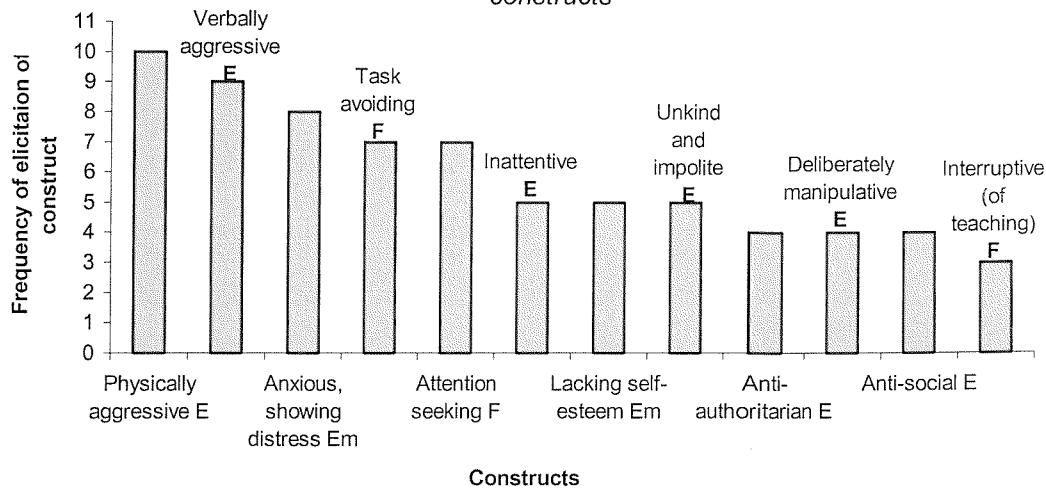 constructs
Frequency of elicitaion of
construct
11
10
9
8
7
6
5
4
3
2
1
0
Verbally
aggressive
E
Task
avoiding
F
Inattentive
E
Unkind
and
impolite
E
Deliberately
manipulative
E
Interruptive
(of
teaching)
F
Physically
aggressive E
Anxious,
showing
distress Em
Attention
seeking F
Lacking self-
esteem Em
Anti-
authoritarian E
Anti-social E
Constructs